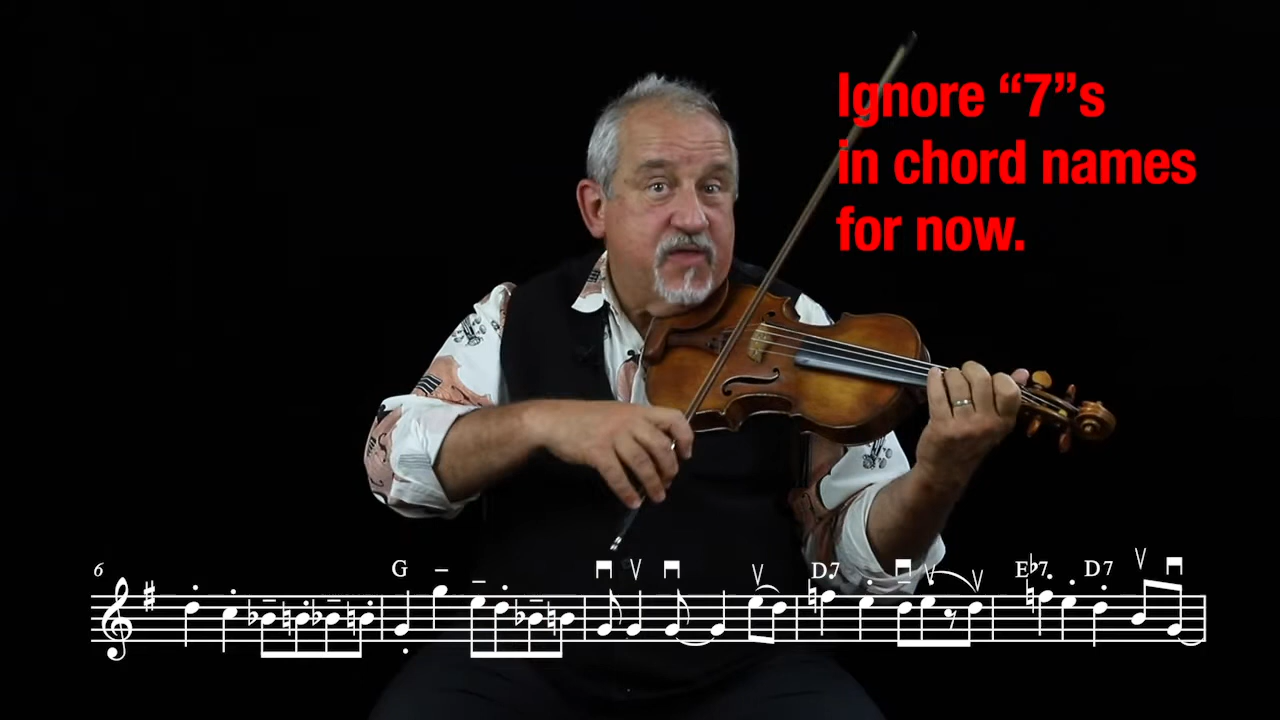 Ignore “7”s
in chord names
for now.
6
G
D7
E♭7
D7